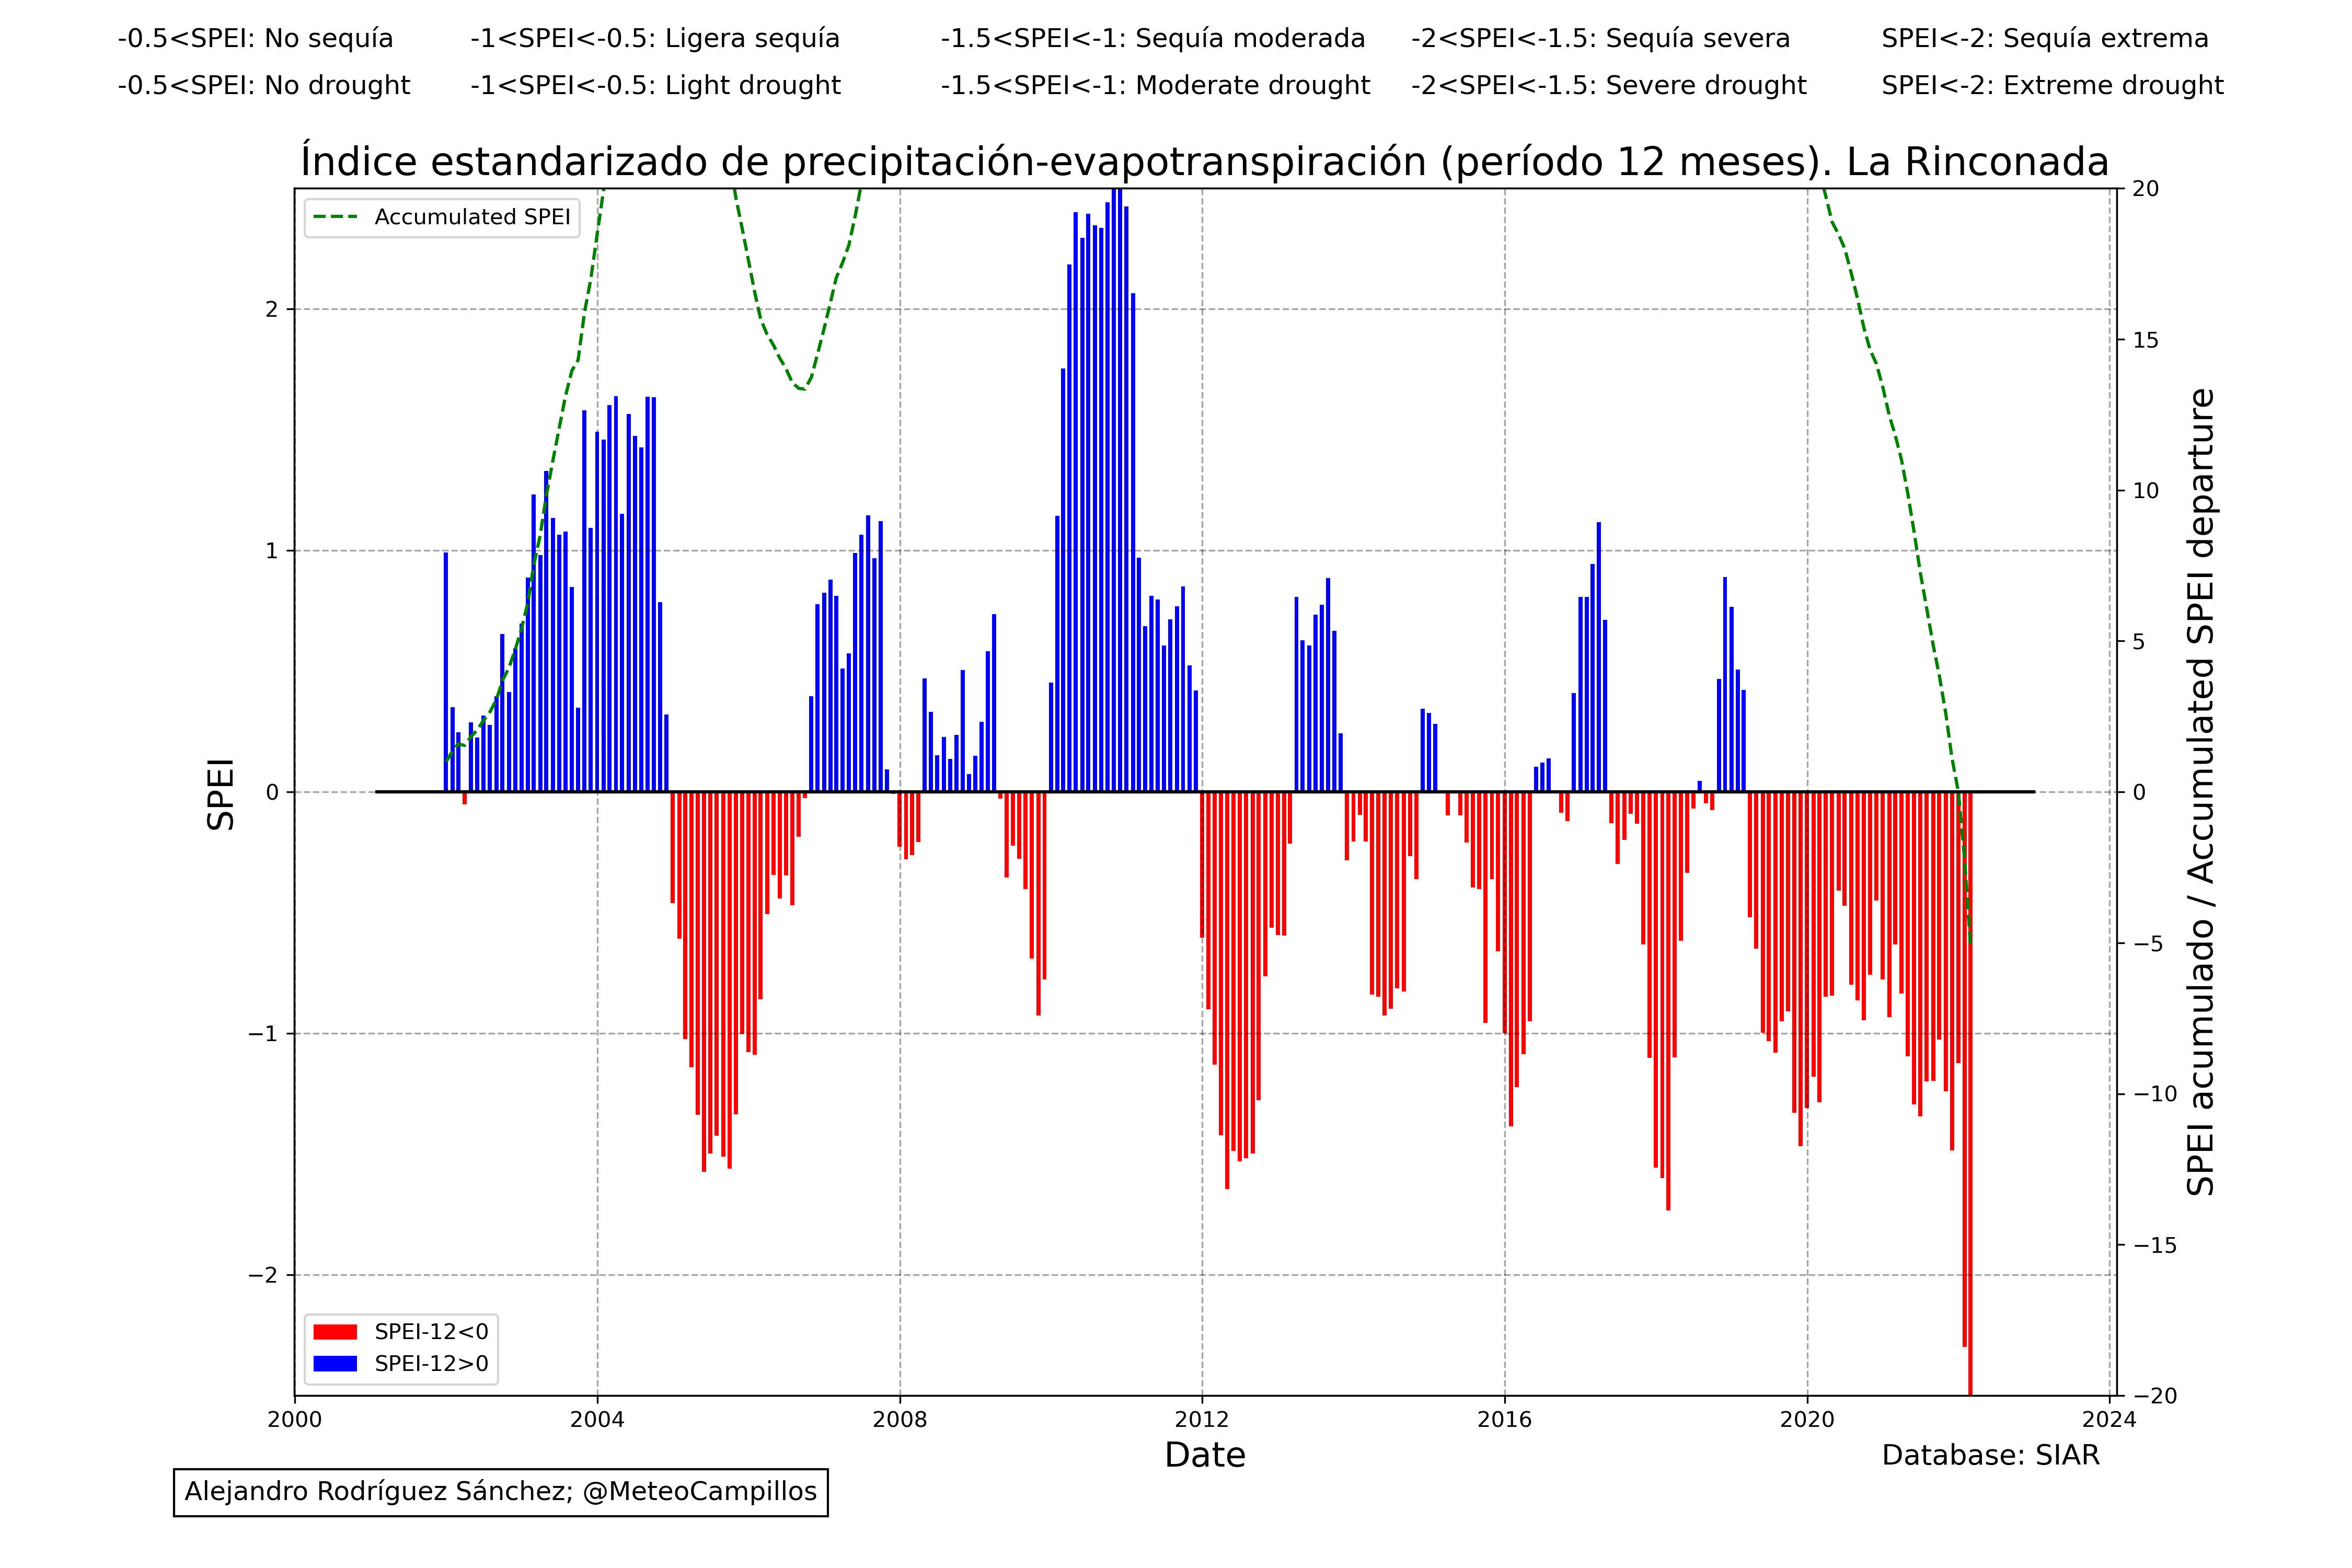 -0.5<SPEI: No sequía -1<SPEI<-0.5: Ligera sequía -1.5<SPEI<-1: Sequía moderada -2<SPEI<-1.5: Sequía severa SPEI<-2: Sequía extrema
-0.5<SPEI: No drought -1<SPEI<-0.5: Light drought -1.5<SPEI<-1: Moderate drought -2<SPEI<-1.5: Severe drought SPEI<-2: Extreme drought
Índice estandarizado de precipitación-evapotranspiración (período 12 meses). La Rinconada
Accumulated SPEI
2
1
0
−1
−2
SPEI
20
15
10
5
0
−5
−10
−15
−20
SPEI acumulado / Accumulated SPEI departure
SPEI-12<0
SPEI-12>0
2000 2004 2008 2012 2016 2020 2024
Date
Database: SIAR
Alejandro Rodríguez Sánchez; @MeteoCampillos